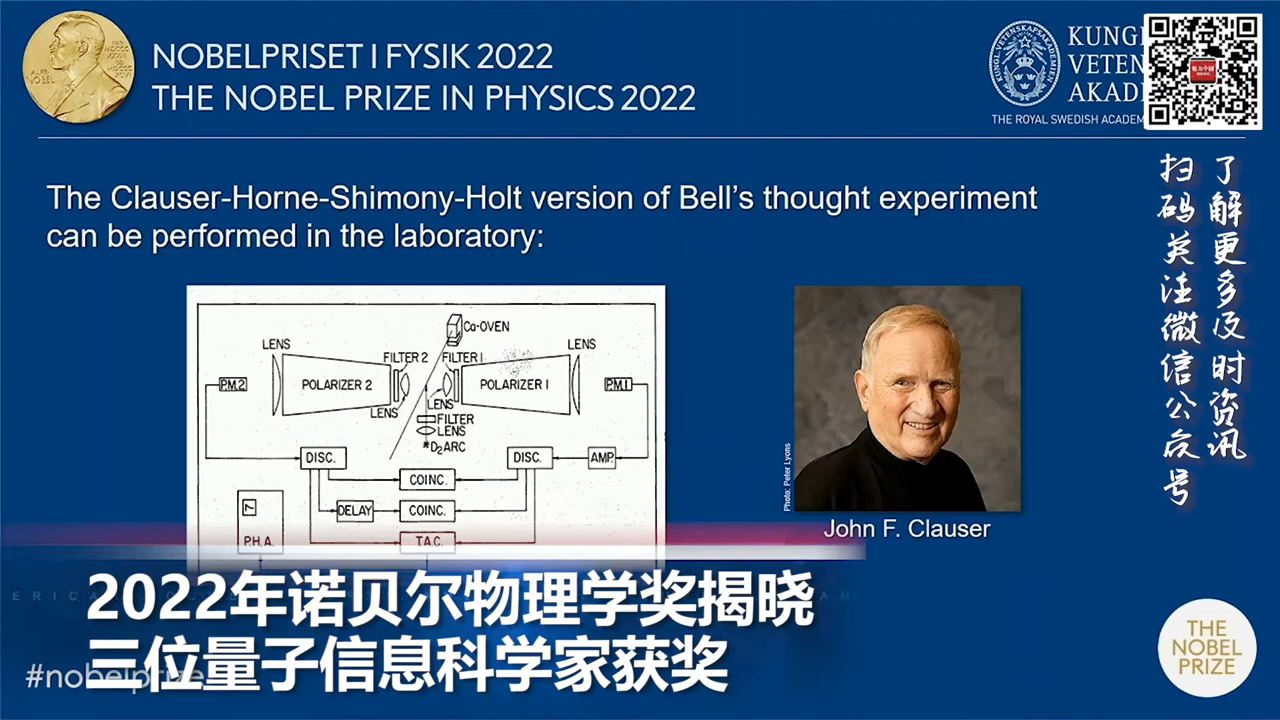 NOBELPRISET I FYSIK 2022
THE NOBEL PRIZE IN PHYSICS 2022
KUNGL
VETEN
AKADE
THE ROYAL SWEDISH ACADEM
The Clauser-Horne-Shimony-Holt version of Bell's thought experiment
can be performed in the laboratory:
了解更多及时资讯
扫码关注微信公众号
Ca-OVEN
LENS
FILTER 2
FILTER 1
LENS
P.M.2
POLARIZER 2
POLARIZER 1
P.M.1
LENS
LENS
FILTER
LENS
D2 ARC
DISC.
DISC.
AMP.
COINC.
DELAY
COINC.
P.H.A.
T.A.C.
Photo: Peter Lyons
John F. Clauser
2022年诺贝尔物理学奖揭晓
三位量子信息科学家获奖
#nobelprize
THE
NOBEL
PRIZE